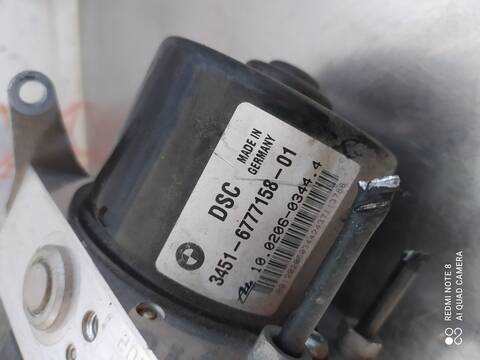 DSC MADE IN
GERMANY
3451-6777158-01
10.0206-0344.4
REDMI NOTE 8
AI QUAD CAMERA